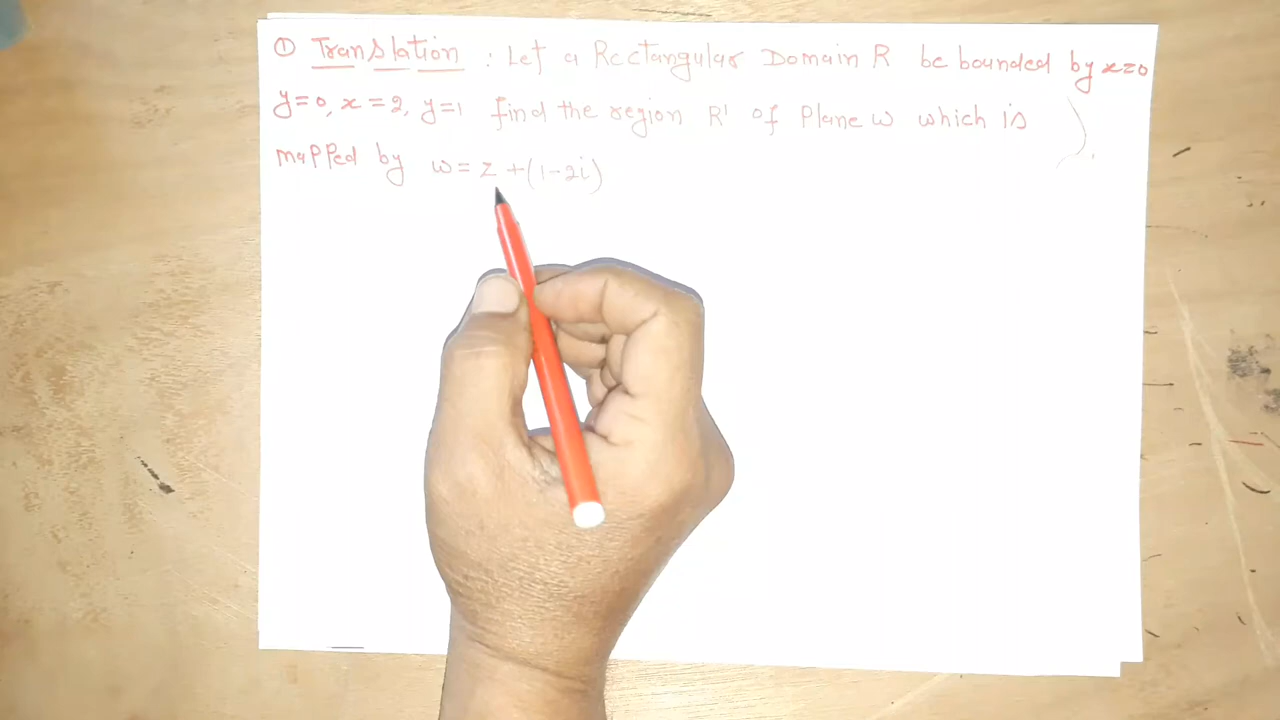 ① Translation : Let a Rectangular Domain R be bounded by x=0
y=0, x=2, y=1 find the region R' of Plane w which is
mapped by w = z + (1-2i)